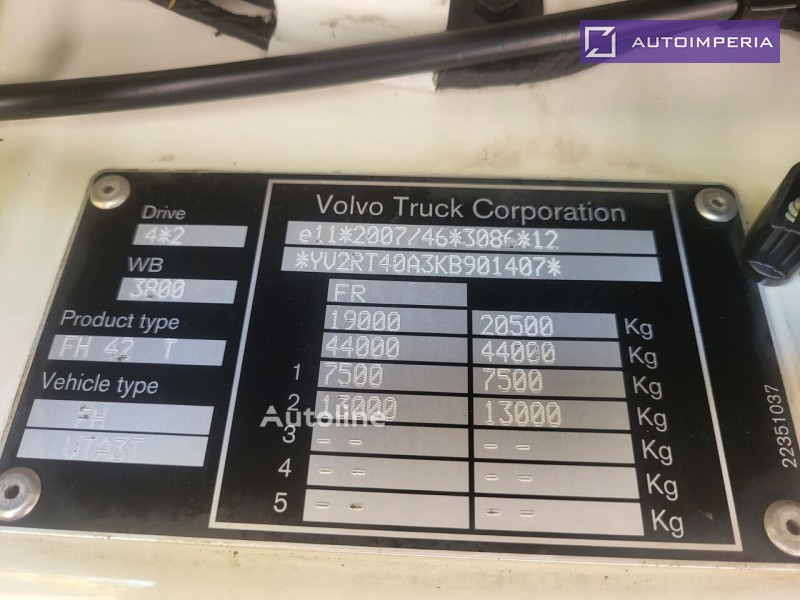 AUTOIMPERIA
Drive
4*2
WB
3800
Product type
FH 42 T
Vehicle type
FH
VTA3T
Volvo Truck Corporation
e11*2007/46*3086*12
*YV2RT40A3KB901407*
FR
19000 20500 Kg
44000 44000 Kg
1 7500 7500 Kg
2 13000 13000 Kg
3 - - - - Kg
4 - - - - Kg
5 - - - - Kg
22351037
Autoline